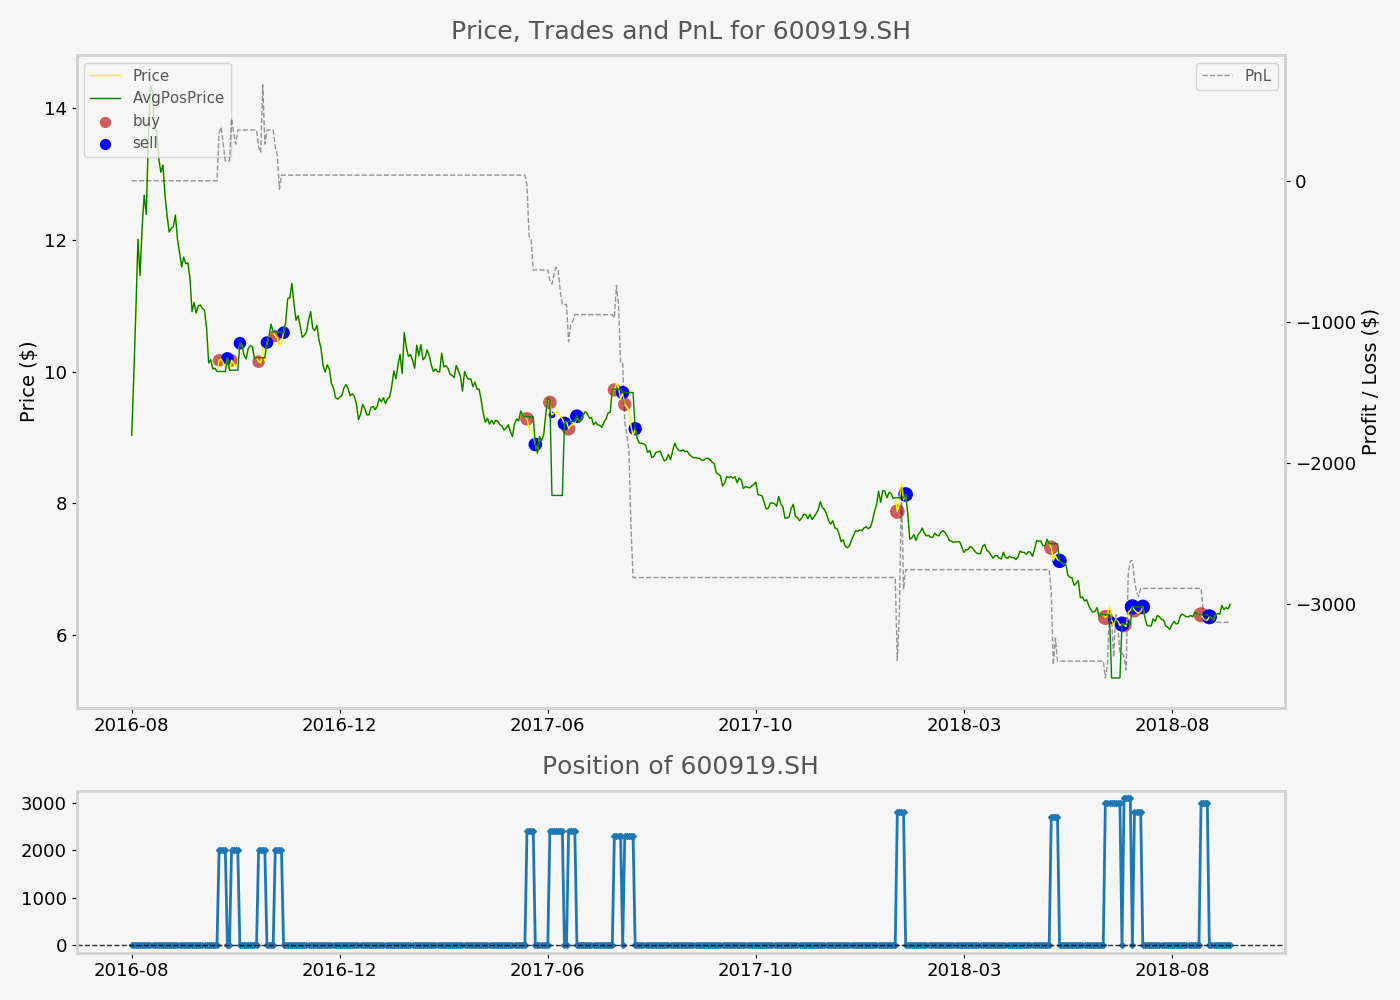 Price, Trades and PnL for 600919.SH
Price
AvgPosPrice
buy
sell
PnL
14
12
10
8
6
Price ($)
0
−1000
−2000
−3000
Profit / Loss ($)
2016-08
2016-12
2017-06
2017-10
2018-03
2018-08
Position of 600919.SH
3000
2000
1000
0
2016-08
2016-12
2017-06
2017-10
2018-03
2018-08